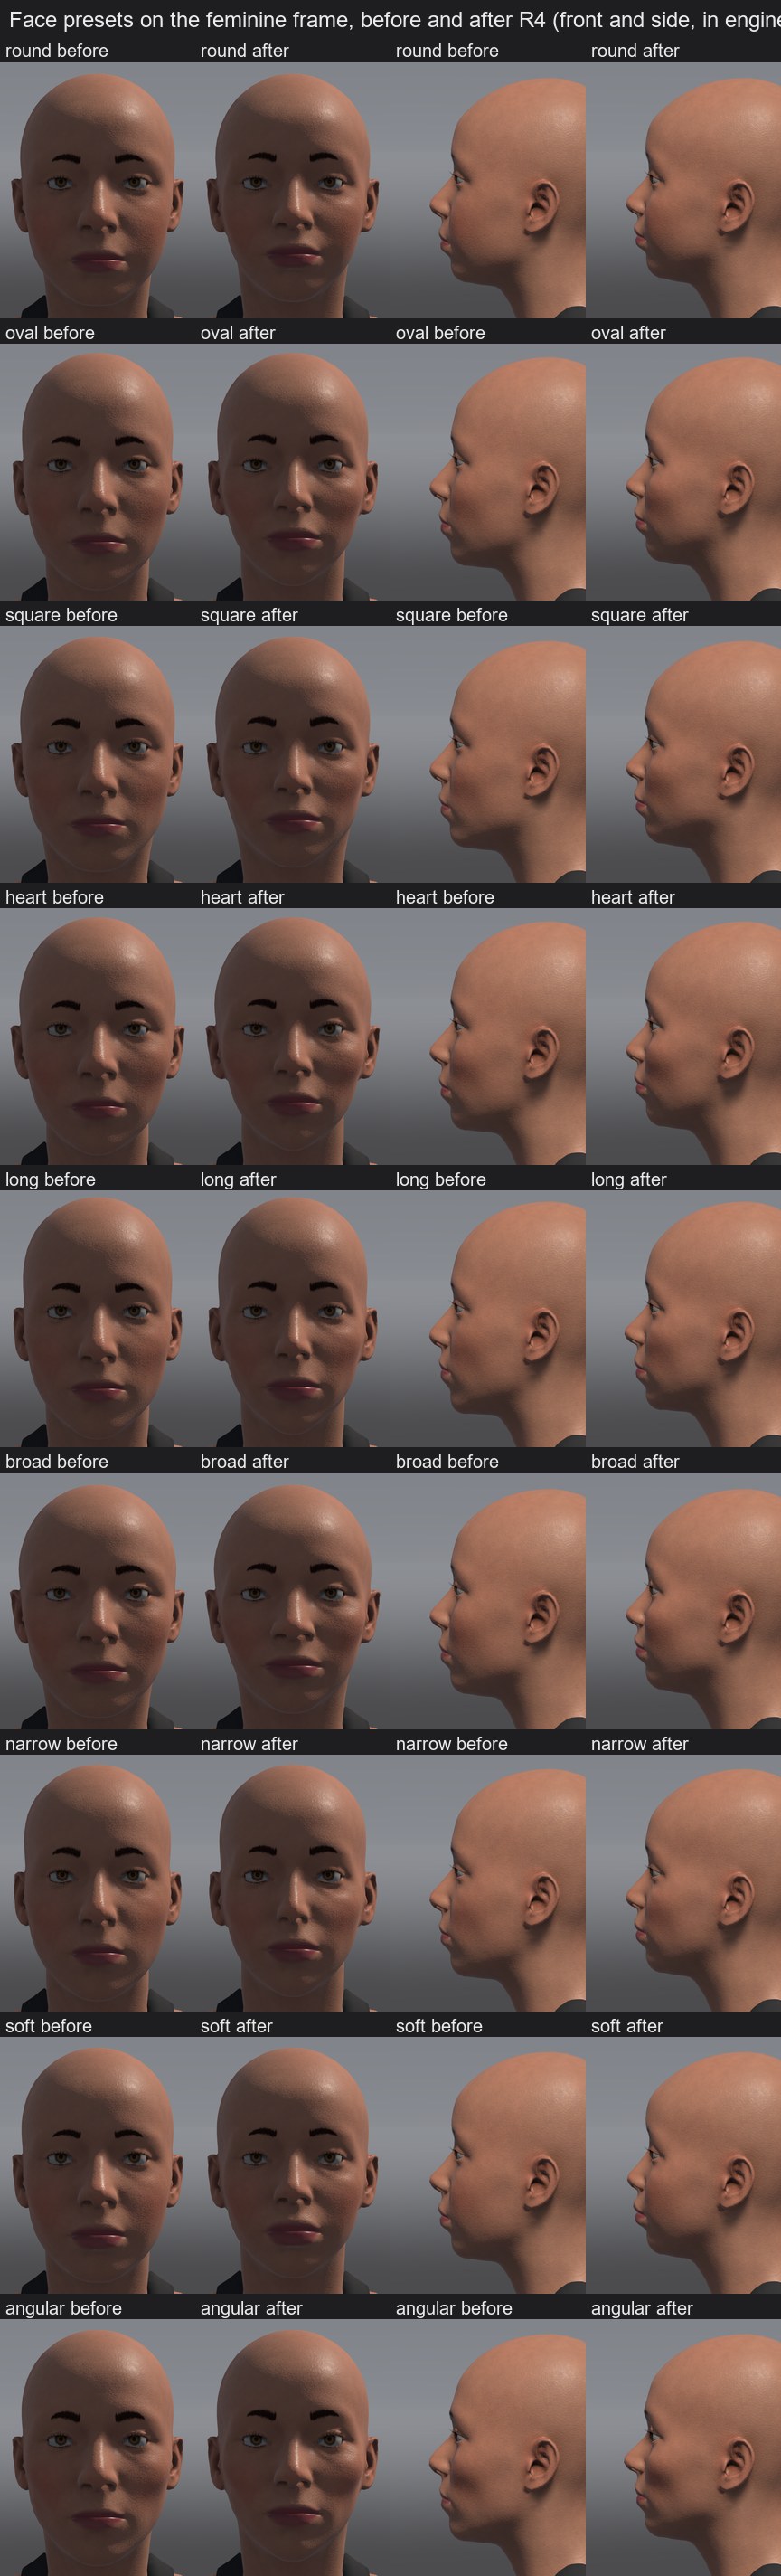 Face presets on the feminine frame, before and after R4 (front and side, in engine
round before round after round before round after
oval before oval after oval before oval after
square before square after square before square after
heart before heart after heart before heart after
long before long after long before long after
broad before broad after broad before broad after
narrow before narrow after narrow before narrow after
soft before soft after soft before soft after
angular before angular after angular before angular after